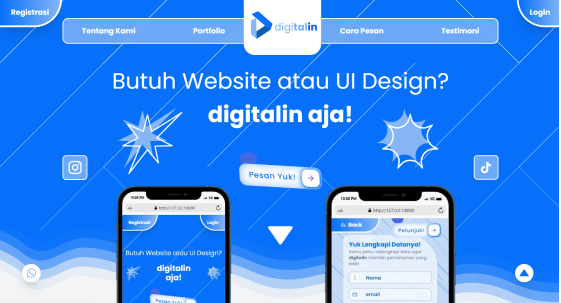 Registrasi
Login
Tentang Kami
Portfolio
digitalin
Cara Pesan
Testimoni
Butuh Website atau UI Design?
digitalin aja!
Pesan Yuk!
10:08 PM
http://127.0.0.1:8000
Registrasi
Login
Butuh Website atau UI Design?
digitalin
aja!
Pesan Yuk!
10:08 PM
AA
http://127.0.0.1:8000
Back
Petunjuk!
Yuk Lengkapi Datanya!
Kamu perlu melengkapi data agar
digitalin memiliki pemahaman yang
baik!
Nama
email